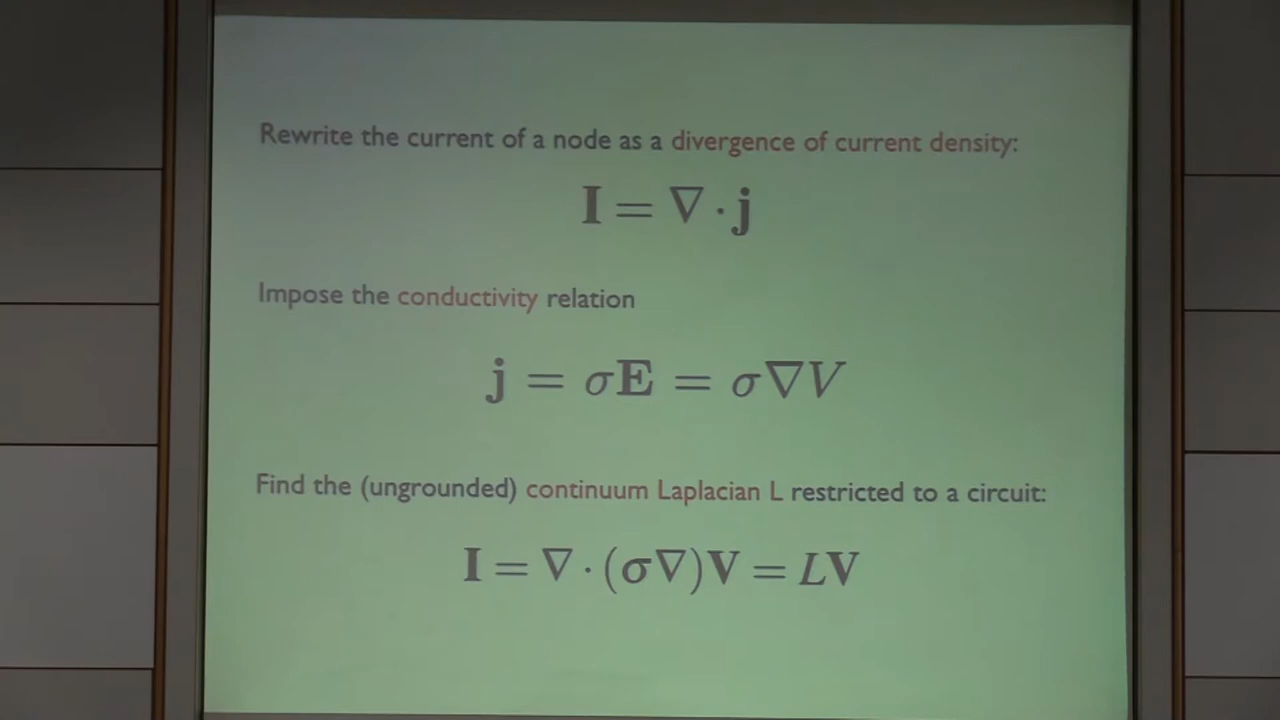 Rewrite the current of a node as a divergence of current density:
I = ∇ · j
Impose the conductivity relation
j = σE = σ∇V
Find the (ungrounded) continuum Laplacian L restricted to a circuit:
I = ∇ · (σ∇)V = LV